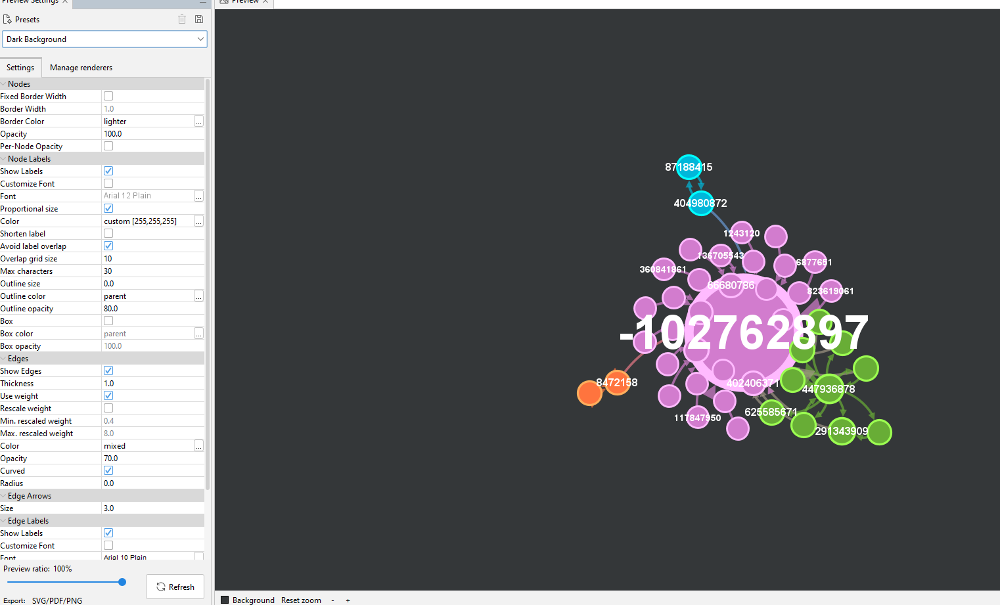 Preview Settings
Preview
Presets
Dark Background
Settings
Manage renderers
Nodes
Fixed Border Width
Border Width 1.0
Border Color lighter ...
Opacity 100.0
Per-Node Opacity
Node Labels
Show Labels
Customize Font
Font Arial 12 Plain ...
Proportional size
Color custom [255,255,255] ...
Shorten label
Avoid label overlap
Overlap grid size 10
Max characters 30
Outline size 0.0
Outline color parent ...
Outline opacity 80.0
Box
Box color parent ...
Box opacity 100.0
Edges
Show Edges
Thickness 1.0
Use weight
Rescale weight
Min. rescaled weight 0.4
Max. rescaled weight 8.0
Color mixed ...
Opacity 70.0
Curved
Radius 0.0
Edge Arrows
Size 3.0
Edge Labels
Show Labels
Customize Font
Font Arial 10 Plain
Preview ratio: 100%
Refresh
Export: SVG/PDF/PNG
87188415
404980872
1243120
136705543
360841861
6877651
66680786
823619061
-102762897
8472158
402406371
447936878
625585671
117847950
291343909
Background Reset zoom - +